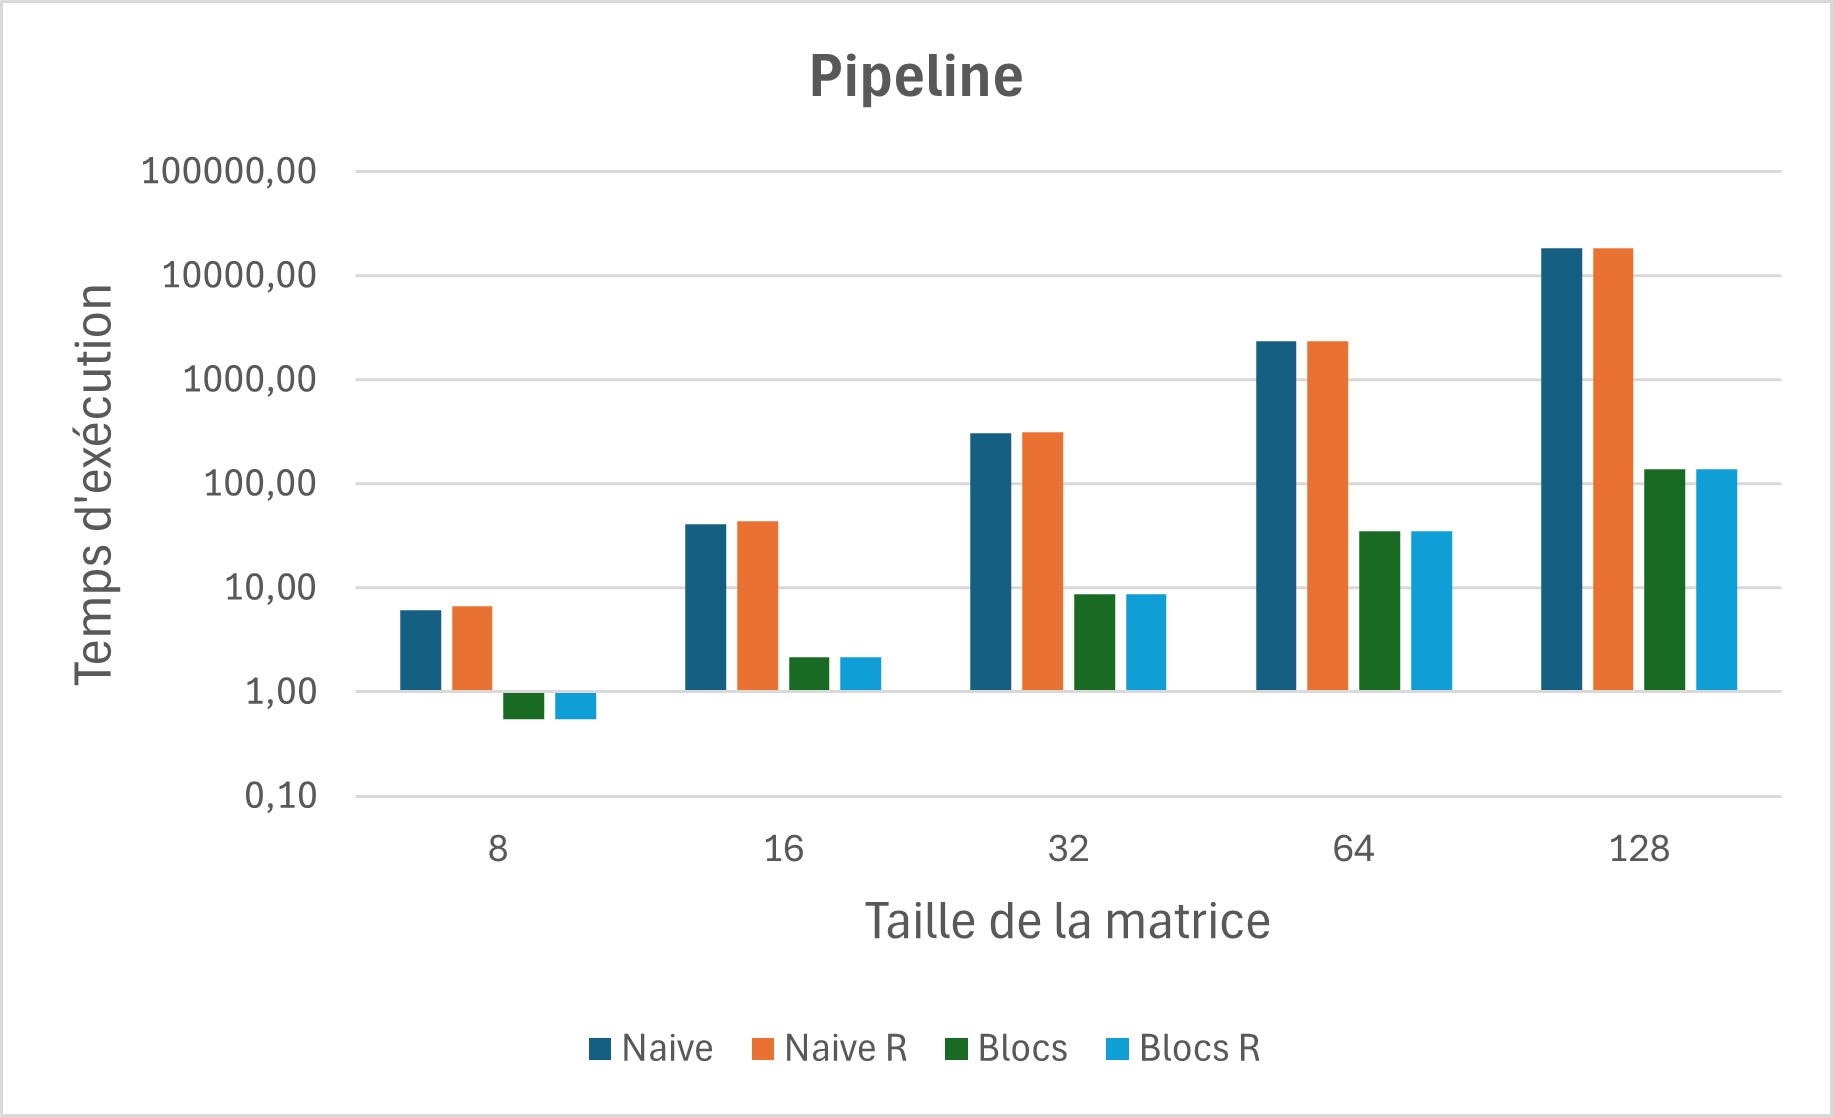 Pipeline
100000,00
10000,00
1000,00
100,00
10,00
1,00
0,10
Temps d'exécution
8 16 32 64 128
Taille de la matrice
Naive Naive R Blocs Blocs R